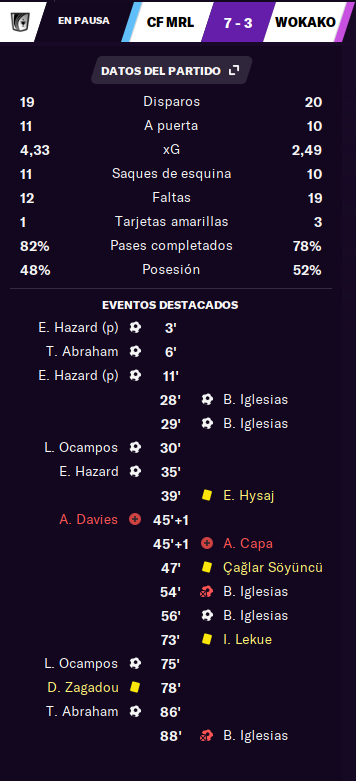 EN PAUSA CF MRL 7 - 3 WOKAKO
DATOS DEL PARTIDO
19 Disparos 20
11 A puerta 10
4,33 xG 2,49
11 Saques de esquina 10
12 Faltas 19
1 Tarjetas amarillas 3
82% Pases completados 78%
48% Posesión 52%
EVENTOS DESTACADOS
E. Hazard (p) 3'
T. Abraham 6'
E. Hazard (p) 11'
28' B. Iglesias
29' B. Iglesias
L. Ocampos 30'
E. Hazard 35'
39' E. Hysaj
A. Davies 45'+1
45'+1 A. Capa
47' Çağlar Söyüncü
54' B. Iglesias
56' B. Iglesias
73' I. Lekue
L. Ocampos 75'
D. Zagadou 78'
T. Abraham 86'
88' B. Iglesias